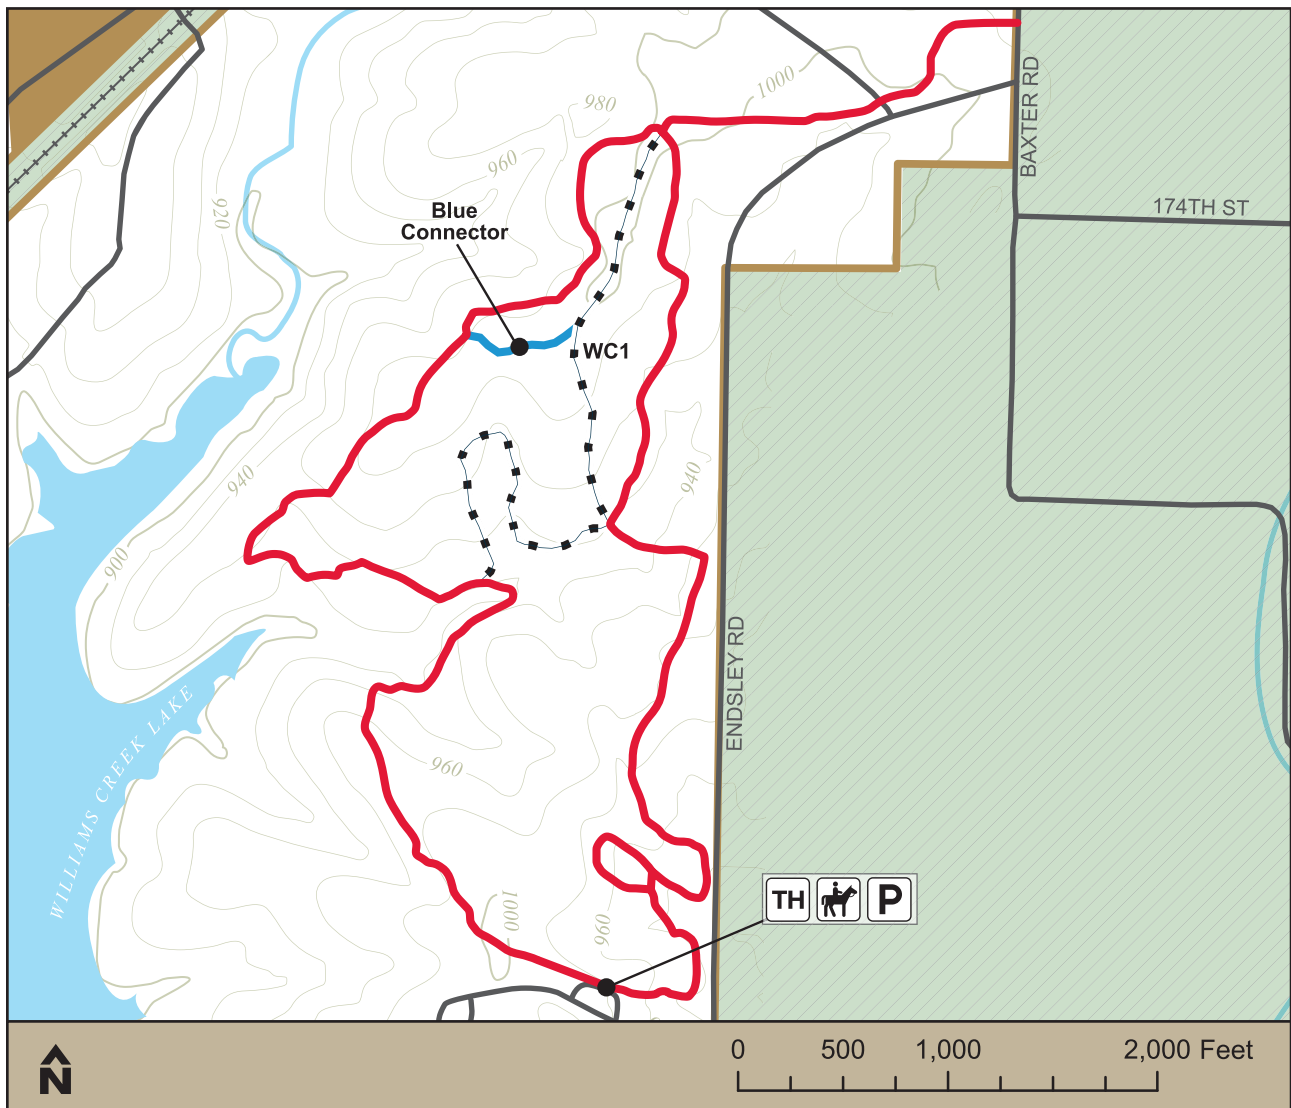 1000
BAXTER RD
980
960
174TH ST
920
Blue
Connector
WC1
940
940
900
ENDSLEY RD
WILLIAMS CREEK LAKE
960
TH
P
1000
960
N
0 500 1,000 2,000 Feet